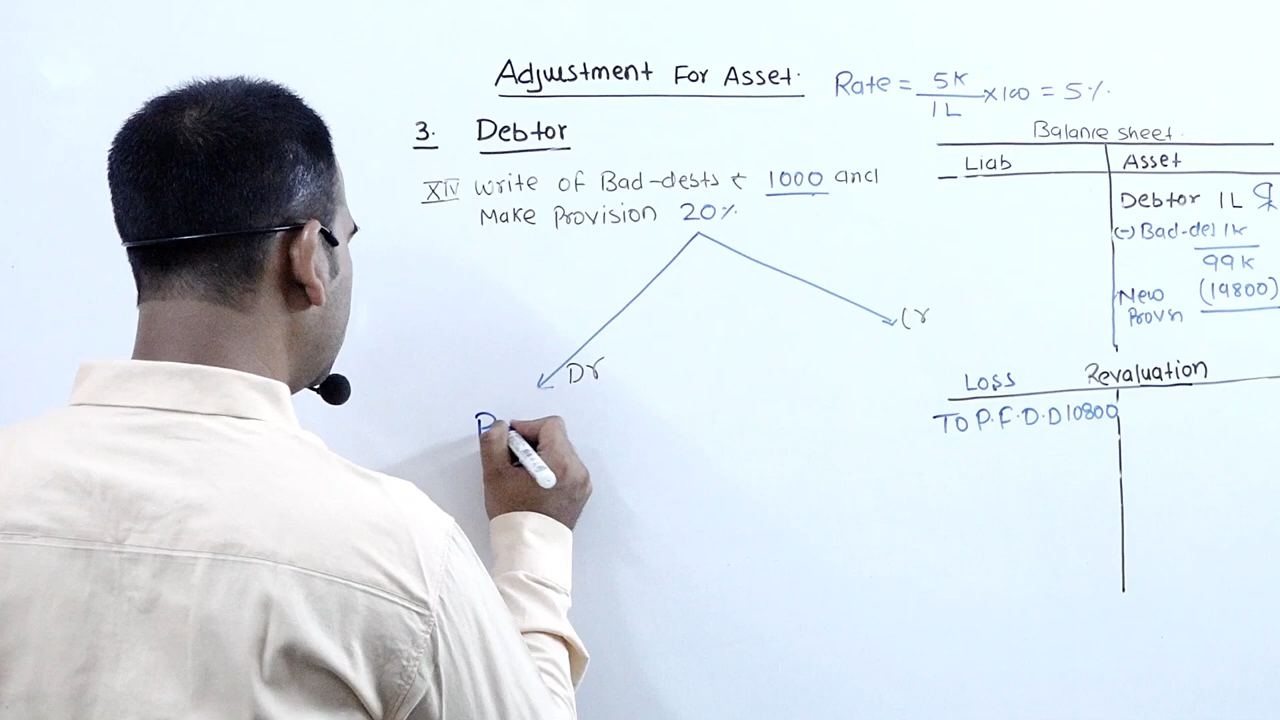 Adjustment For Asset.
Rate = 5K / 1L ×100 = 5%.
3. Debtor
XIV Write of Bad-dests ₹ 1000 and
Make Provision 20%
Dr
Cr
Balance sheet.
Liab Asset
Debtor 1L
(-) Bad-det 1K
99K
New (19800)
Provsn
Loss Revaluation
TO P.F.D.D 10800